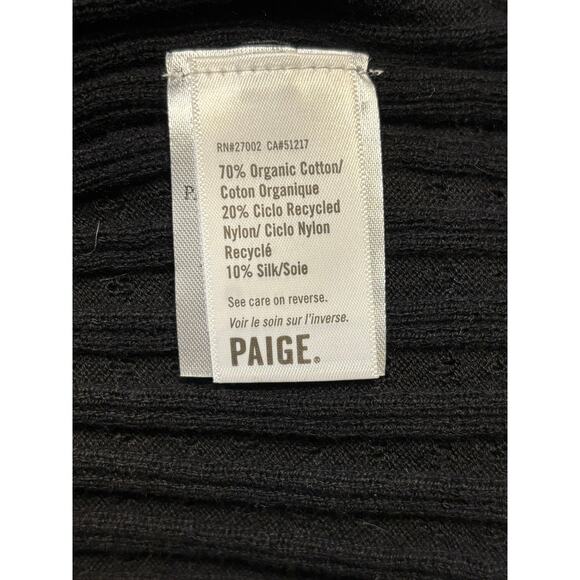 RN#27002 CA#51217
70% Organic Cotton/
Coton Organique
20% Ciclo Recycled
Nylon/ Ciclo Nylon
Recyclé
10% Silk/Soie
See care on reverse.
Voir le soin sur l'inverse.
PAIGE®